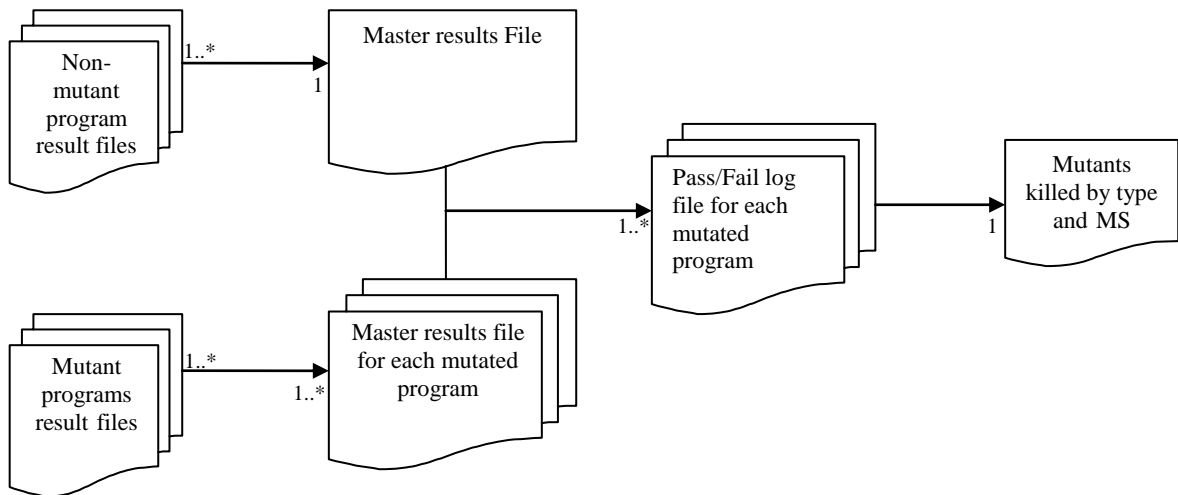 Non-
mutant
program
result files
1..*
1
Master results File
Mutant
programs
result files
1..*
1..*
Master results file
for each mutated
program
1..*
Pass/Fail log
file for each
mutated
program
1
Mutants
killed by type
and MS